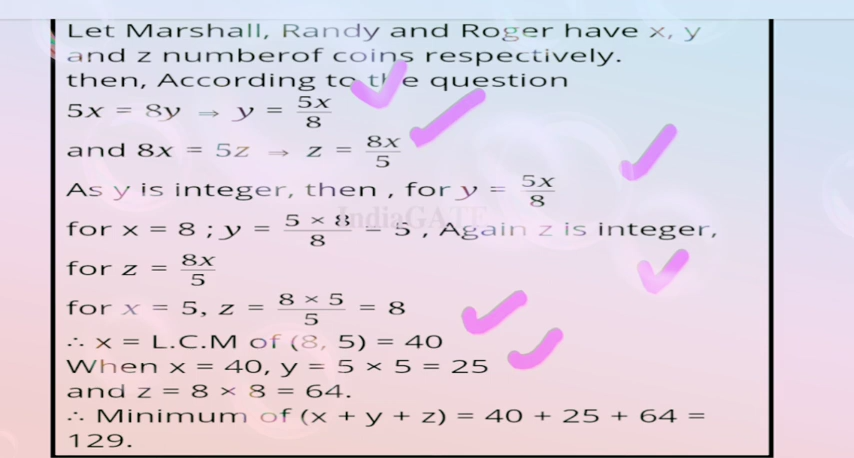 Let Marshall, Randy and Roger have x, y
and z numberof coins respectively.
then, According to the question
5x = 8y ⇒ y = 5x/8
and 8x = 5z ⇒ z = 8x/5
As y is integer, then , for y = 5x/8
for x = 8 ; y = (5 × 8)/8 = 5 , Again z is integer,
for z = 8x/5
for x = 5, z = (8 × 5)/5 = 8
∴ x = L.C.M of (8, 5) = 40
When x = 40, y = 5 × 5 = 25
and z = 8 × 8 = 64.
∴ Minimum of (x + y + z) = 40 + 25 + 64 =
129.
IndiaGATE